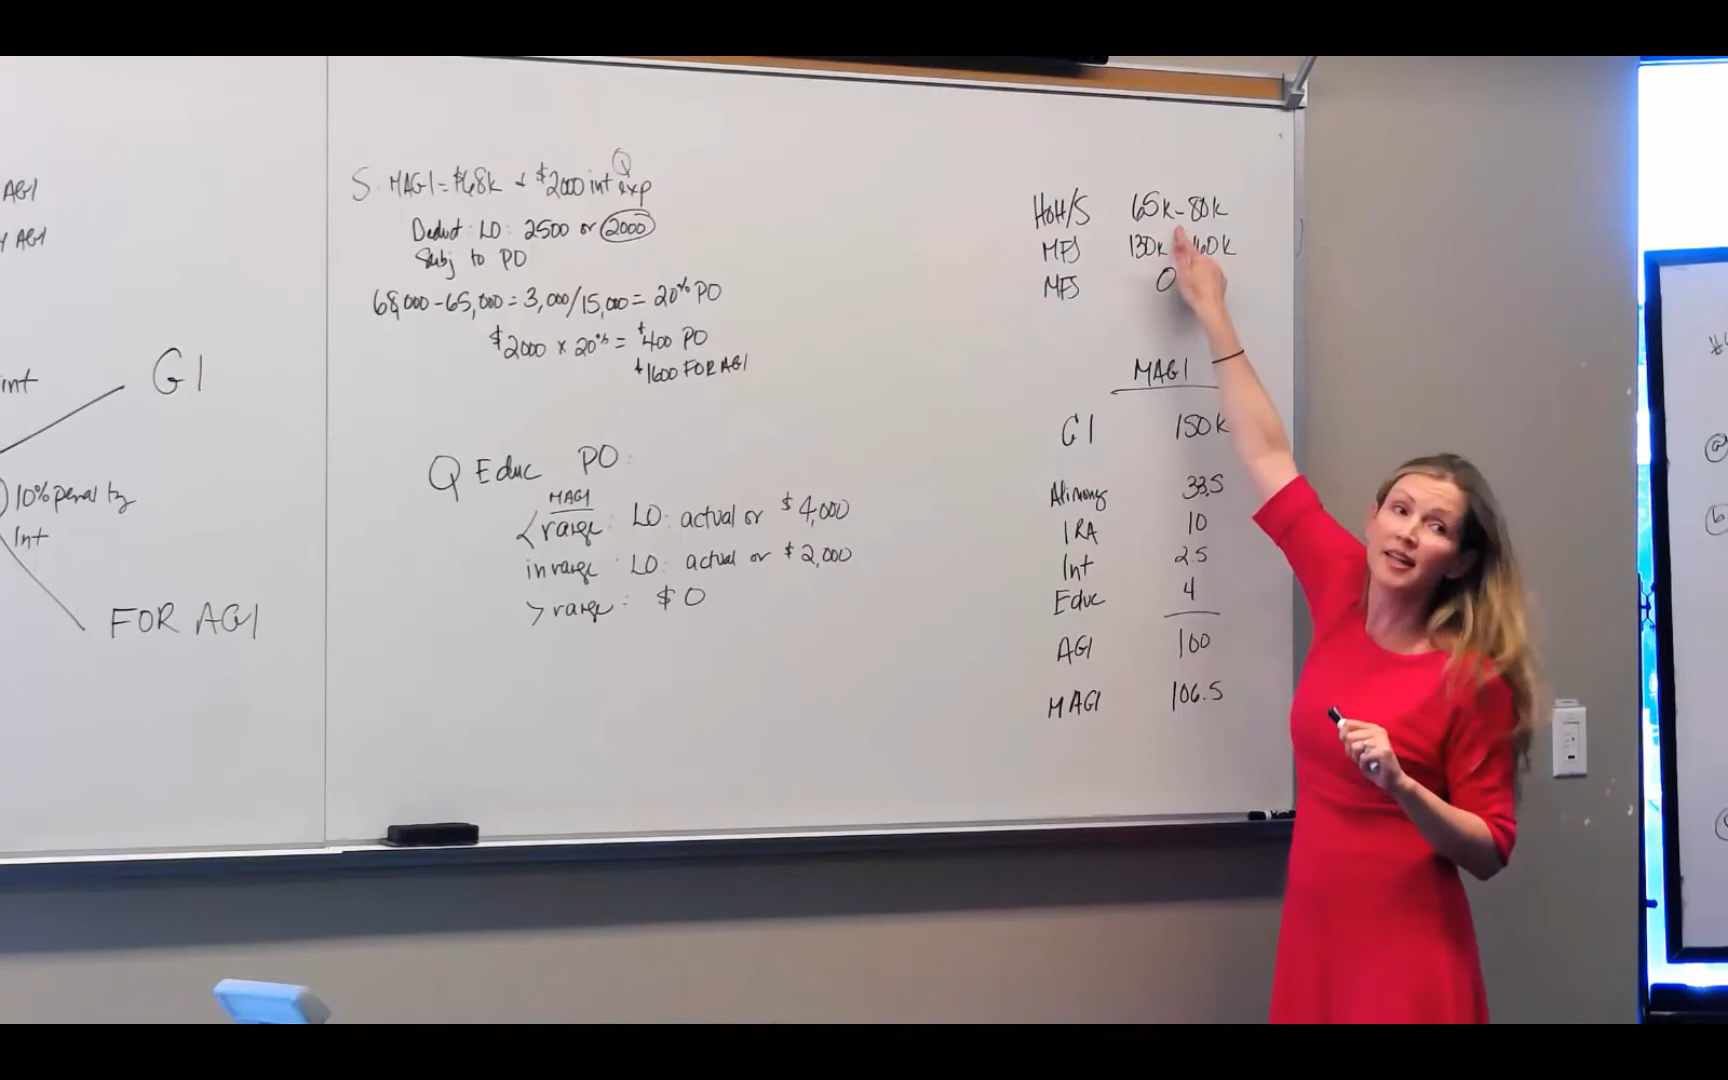 AGI
AGI
int
GI
10% penalty
Int
FOR AGI
S. MAGI = $68k + $2000 int exp
Q
Deduct: LO: 2500 or 2000
Subj to PO
68,000 - 65,000 = 3,000/15,000 = 20% PO
$2000 x 20% = $400 PO
$1600 FOR AGI
Q Educ PO:
MAGI
< range: LO: actual or $4,000
in range LO: actual or $2,000
> range: $0
HOH/S 65k-80k
MFJ 130k 160k
MFS 0
MAGI
GI 150k
Alimony 33.5
IRA 10
Int 2.5
Educ 4
AGI 100
MAGI 106.5